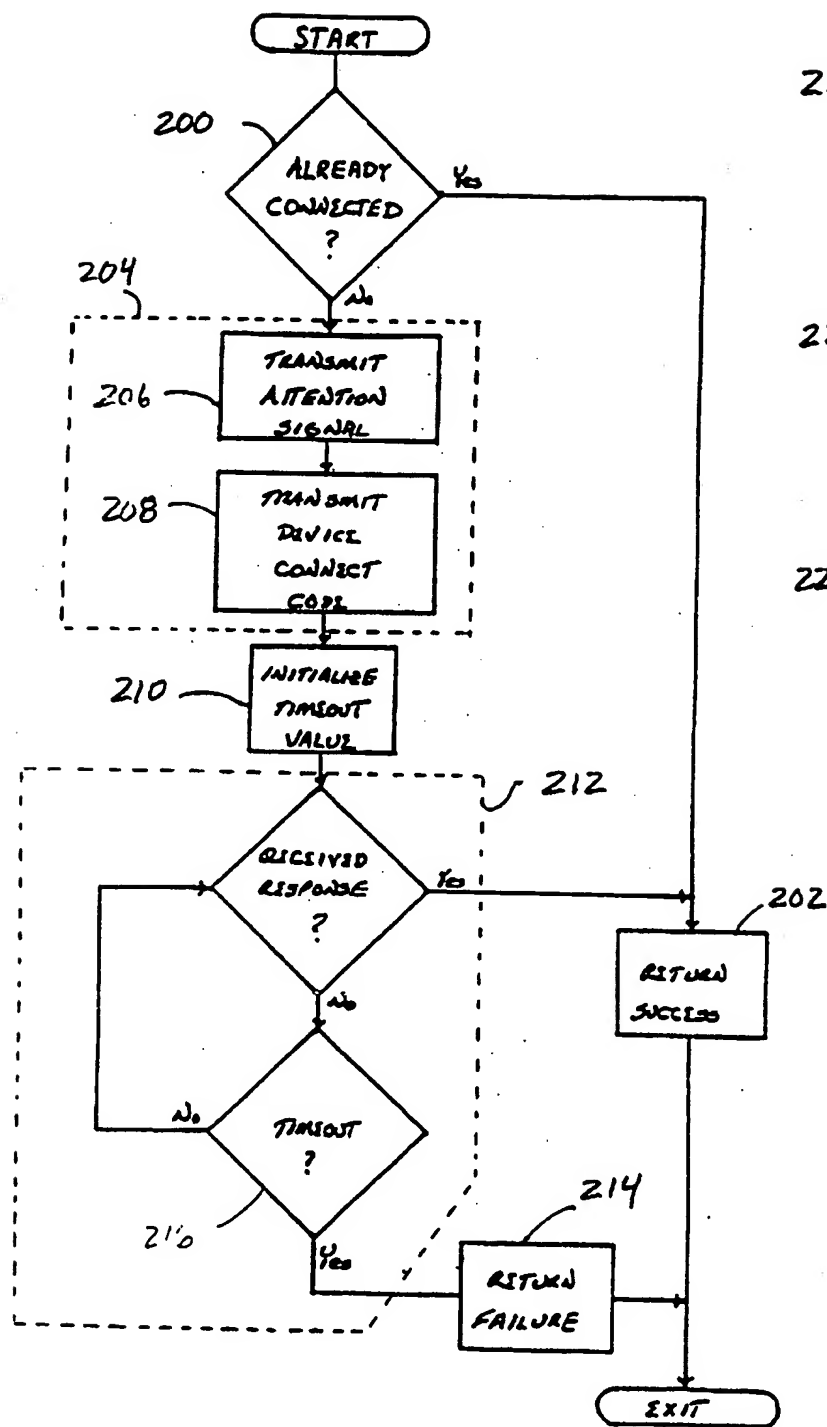 START
200
ALREADY
CONNECTED
?
Yes
No
204
206
TRANSMIT
ATTENTION
SIGNAL
208
TRANSMIT
DEVICE
CONNECT
CODE
210
INITIALIZE
TIMEOUT
VALUE
212
RECEIVED
RESPONSE
?
Yes
No
202
RETURN
SUCCESS
TIMEOUT
?
No
216
Yes
214
RETURN
FAILURE
EXIT